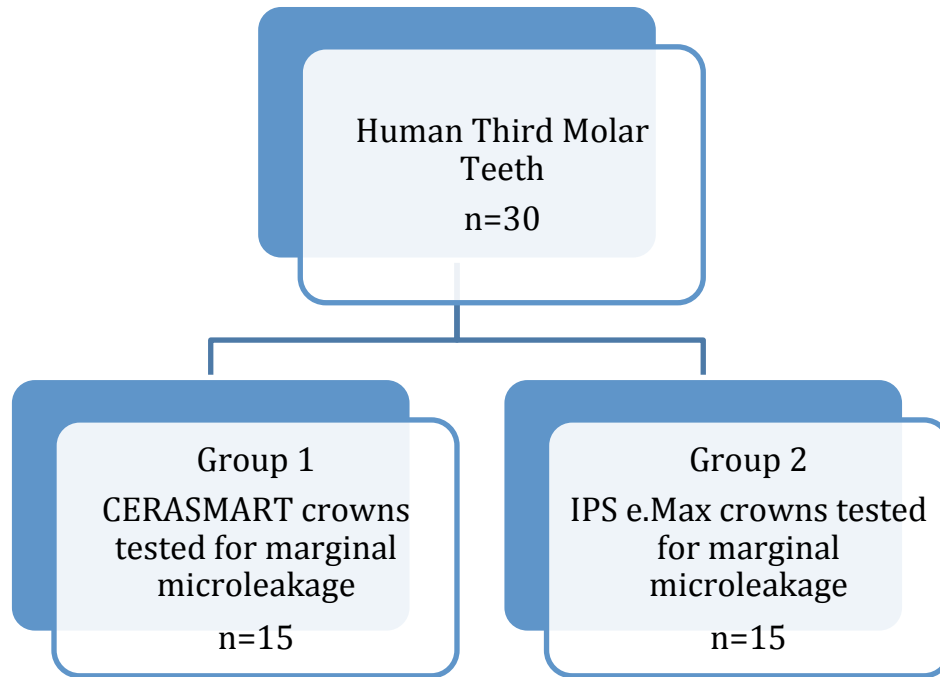 Human Third Molar
Teeth
n=30
Group 1
CERASMART crowns
tested for marginal
microleakage
n=15
Group 2
IPS e.Max crowns tested
for marginal
microleakage
n=15